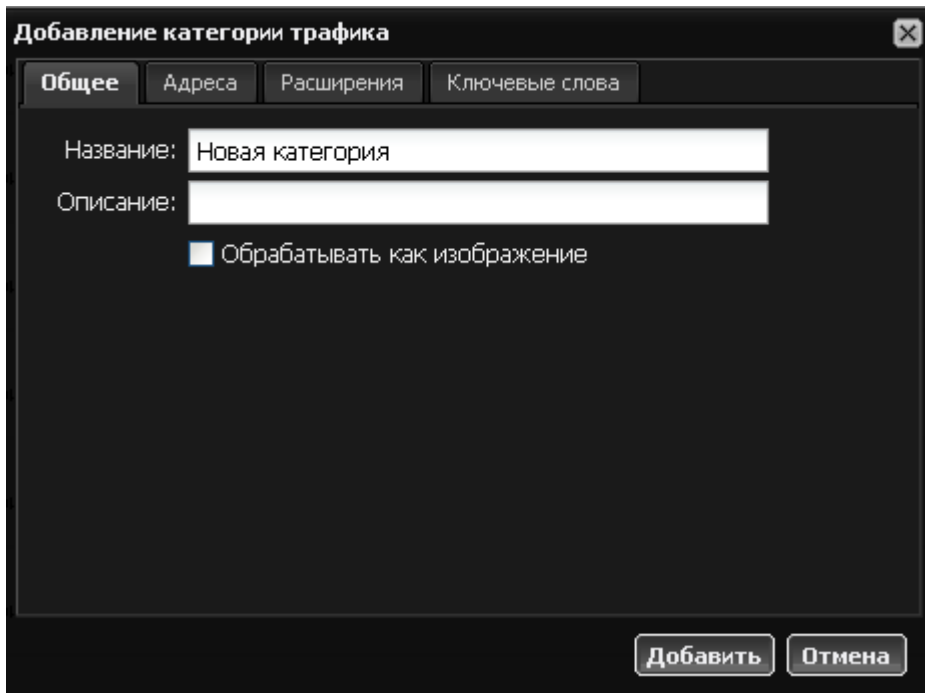 Добавление категории трафика
Общее Адреса Расширения Ключевые слова
Название: Новая категория
Описание:
Обрабатывать как изображение
Добавить Отмена